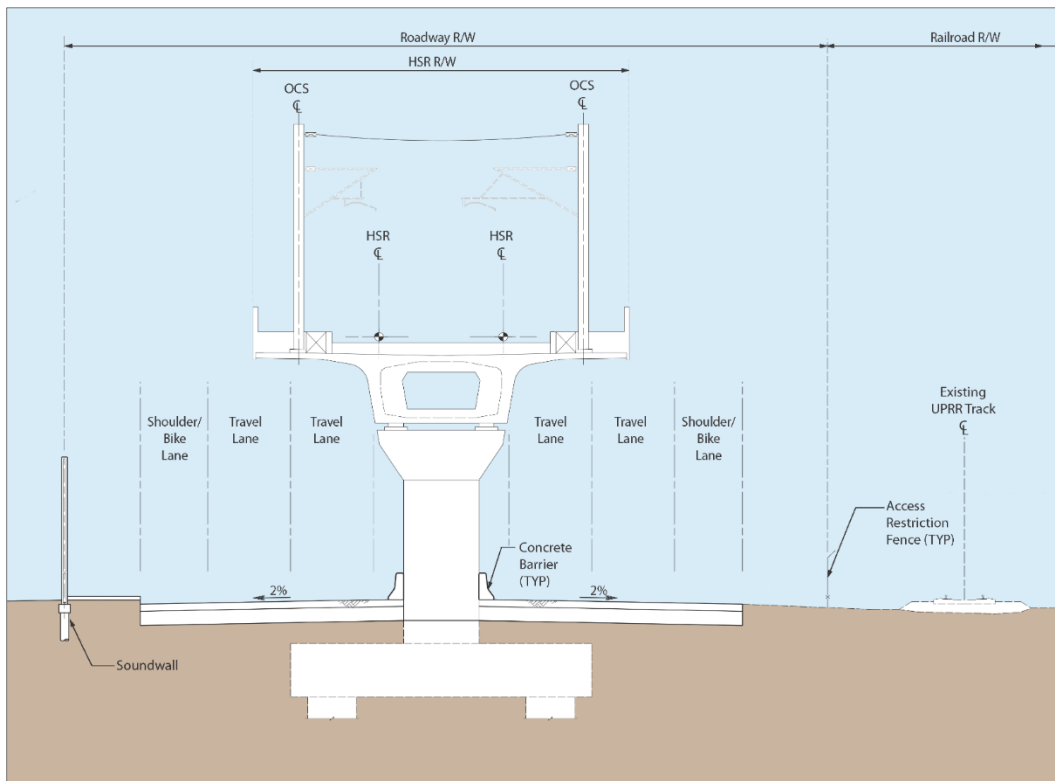 Roadway R/W
Railroad R/W
HSR R/W
OCS
℄
OCS
℄
HSR
℄
HSR
℄
Shoulder/
Bike
Lane
Travel
Lane
Travel
Lane
Travel
Lane
Travel
Lane
Shoulder/
Bike
Lane
Existing
UPRR Track
℄
Access
Restriction
Fence (TYP)
Concrete
Barrier
(TYP)
2%
2%
Soundwall